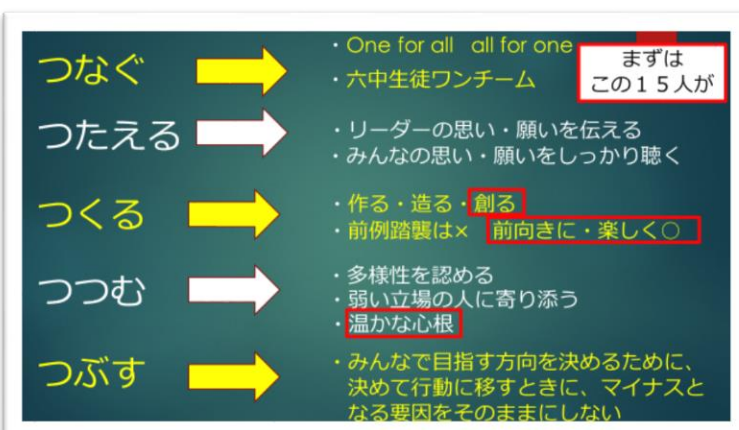 つなぐ
・One for all all for one
・六中生徒ワンチーム
まずは
この15人が
つたえる
・リーダーの思い・願いを伝える
・みんなの思い・願いをしっかり聴く
つくる
・作る・造る・創る
・前例踏襲は× 前向きに・楽しく○
つつむ
・多様性を認める
・弱い立場の人に寄り添う
・温かな心根
つぶす
・みんなで目指す方向を決めるために、
決めて行動に移すときに、マイナスと
なる要因をそのままにしない